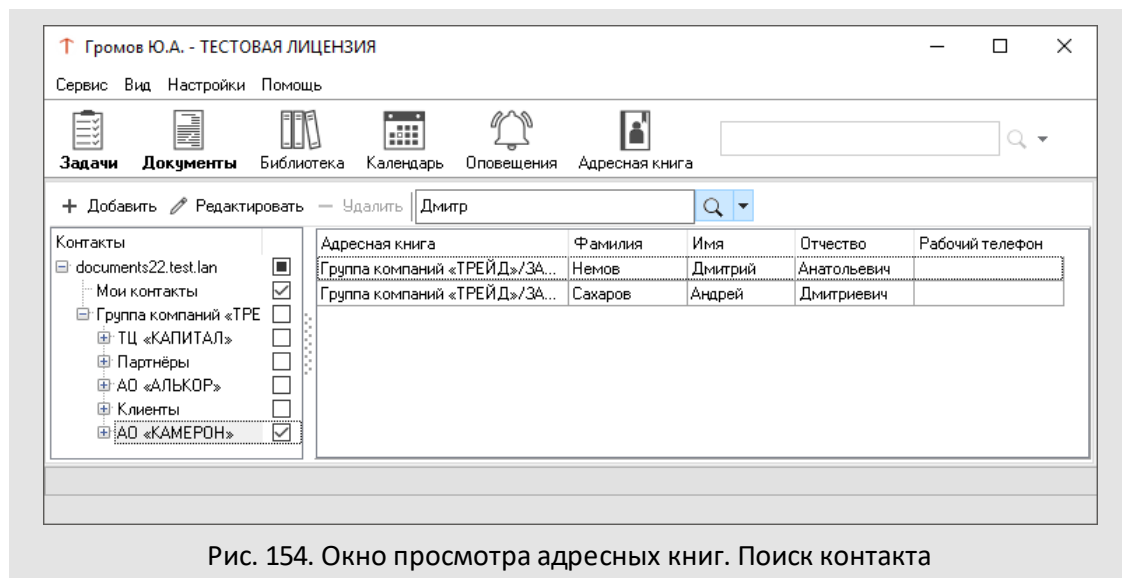 Громов Ю.А. - ТЕСТОВАЯ ЛИЦЕНЗИЯ
Сервис Вид Настройки Помощь
Задачи Документы Библиотека Календарь Оповещения Адресная книга
Добавить Редактировать Удалить Дмитр
Контакты Адресная книга Фамилия Имя Отчество Рабочий телефон
documents22.test.lan Группа компаний «ТРЕЙД»/ЗА... Немов Дмитрий Анатольевич
Мои контакты Группа компаний «ТРЕЙД»/ЗА... Сахаров Андрей Дмитриевич
Группа компаний «ТРЕ
ТЦ «КАПИТАЛ»
Партнёры
АО «АЛЬКОР»
Клиенты
АО «КАМЕРОН»
Рис. 154. Окно просмотра адресных книг. Поиск контакта